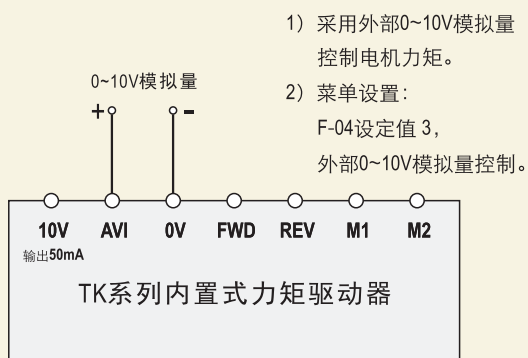 1）采用外部0~10V模拟量
控制电机力矩。
2）菜单设置：
F-04设定值 3，
外部0~10V模拟量控制。
0~10V模拟量
+ -
10V AVI 0V FWD REV M1 M2
输出50mA
TK系列内置式力矩驱动器